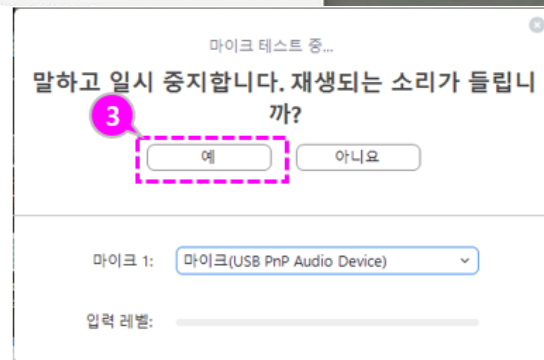 마이크 테스트 중...
말하고 일시 중지합니다. 재생되는 소리가 들립니
까?
3
예
아니요
마이크 1:
마이크(USB PnP Audio Device)
입력 레벨: